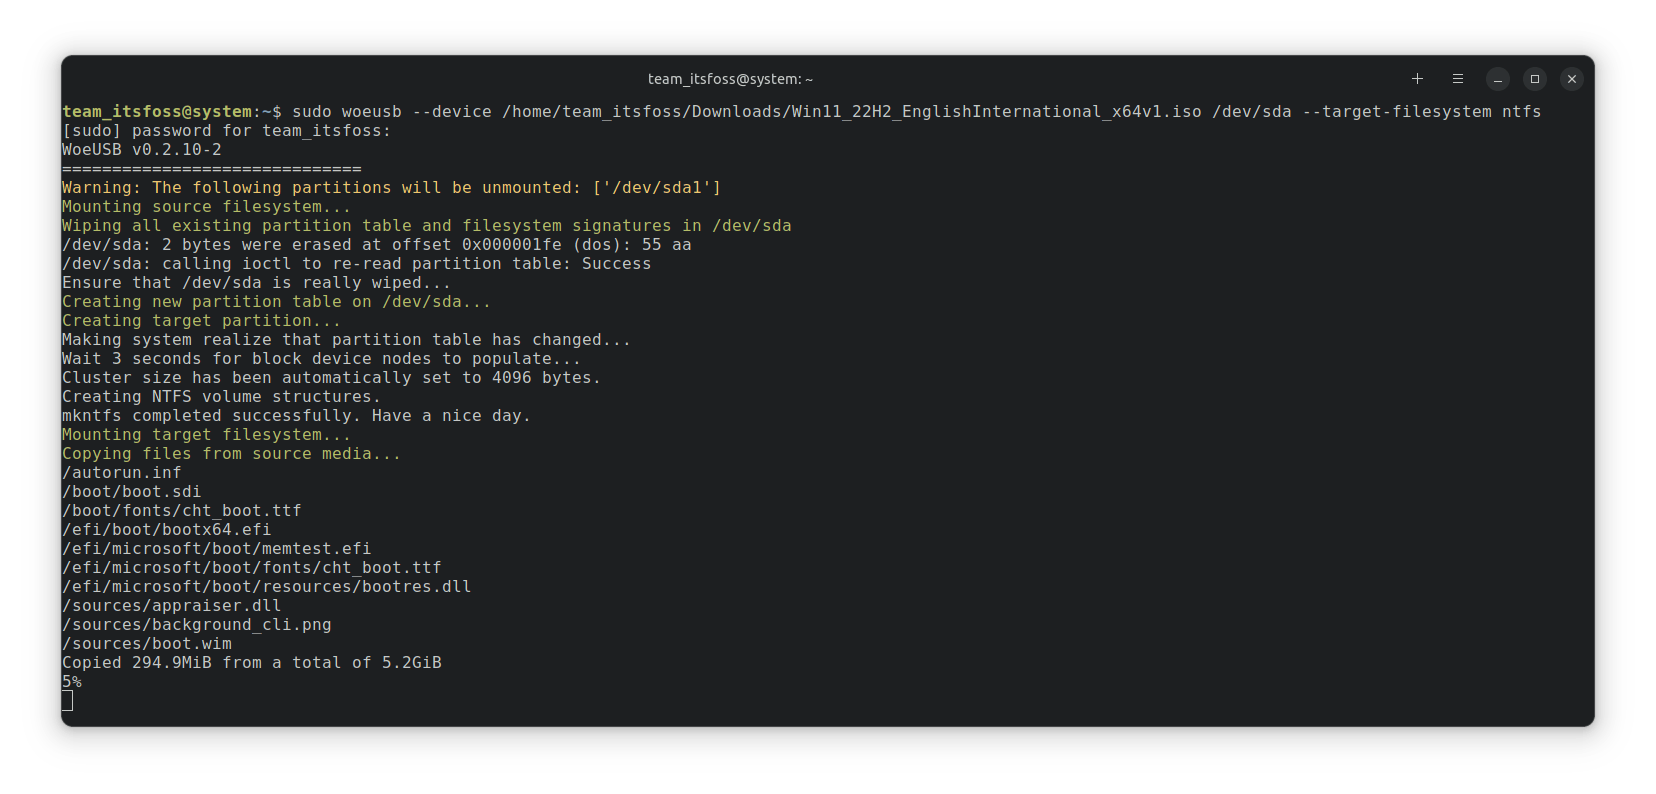 team_itsfoss@system: ~
team_itsfoss@system:~$ sudo woeusb --device /home/team_itsfoss/Downloads/Win11_22H2_EnglishInternational_x64v1.iso /dev/sda --target-filesystem ntfs
[sudo] password for team_itsfoss:
WoeUSB v0.2.10-2
==============================
Warning: The following partitions will be unmounted: ['/dev/sda1']
Mounting source filesystem...
Wiping all existing partition table and filesystem signatures in /dev/sda
/dev/sda: 2 bytes were erased at offset 0x000001fe (dos): 55 aa
/dev/sda: calling ioctl to re-read partition table: Success
Ensure that /dev/sda is really wiped...
Creating new partition table on /dev/sda...
Creating target partition...
Making system realize that partition table has changed...
Wait 3 seconds for block device nodes to populate...
Cluster size has been automatically set to 4096 bytes.
Creating NTFS volume structures.
mkntfs completed successfully. Have a nice day.
Mounting target filesystem...
Copying files from source media...
/autorun.inf
/boot/boot.sdi
/boot/fonts/cht_boot.ttf
/efi/boot/bootx64.efi
/efi/microsoft/boot/memtest.efi
/efi/microsoft/boot/fonts/cht_boot.ttf
/efi/microsoft/boot/resources/bootres.dll
/sources/appraiser.dll
/sources/background_cli.png
/sources/boot.wim
Copied 294.9MiB from a total of 5.2GiB
5%